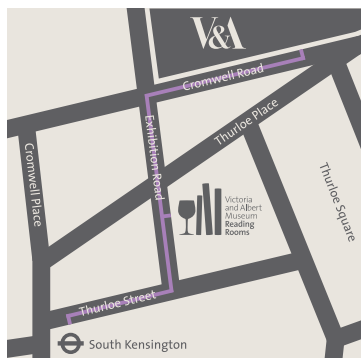 V&A
Cromwell Road
Thurloe Place
Exhibition Road
Cromwell Place
Thurloe Square
Victoria
and Albert
Museum
Reading
Rooms
Thurloe Street
South Kensington